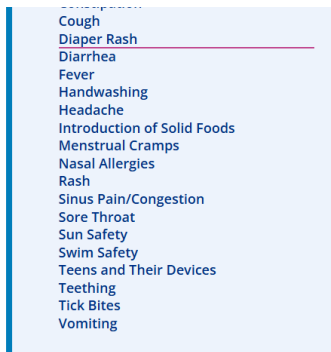 Constipation
Cough
Diaper Rash
Diarrhea
Fever
Handwashing
Headache
Introduction of Solid Foods
Menstrual Cramps
Nasal Allergies
Rash
Sinus Pain/Congestion
Sore Throat
Sun Safety
Swim Safety
Teens and Their Devices
Teething
Tick Bites
Vomiting